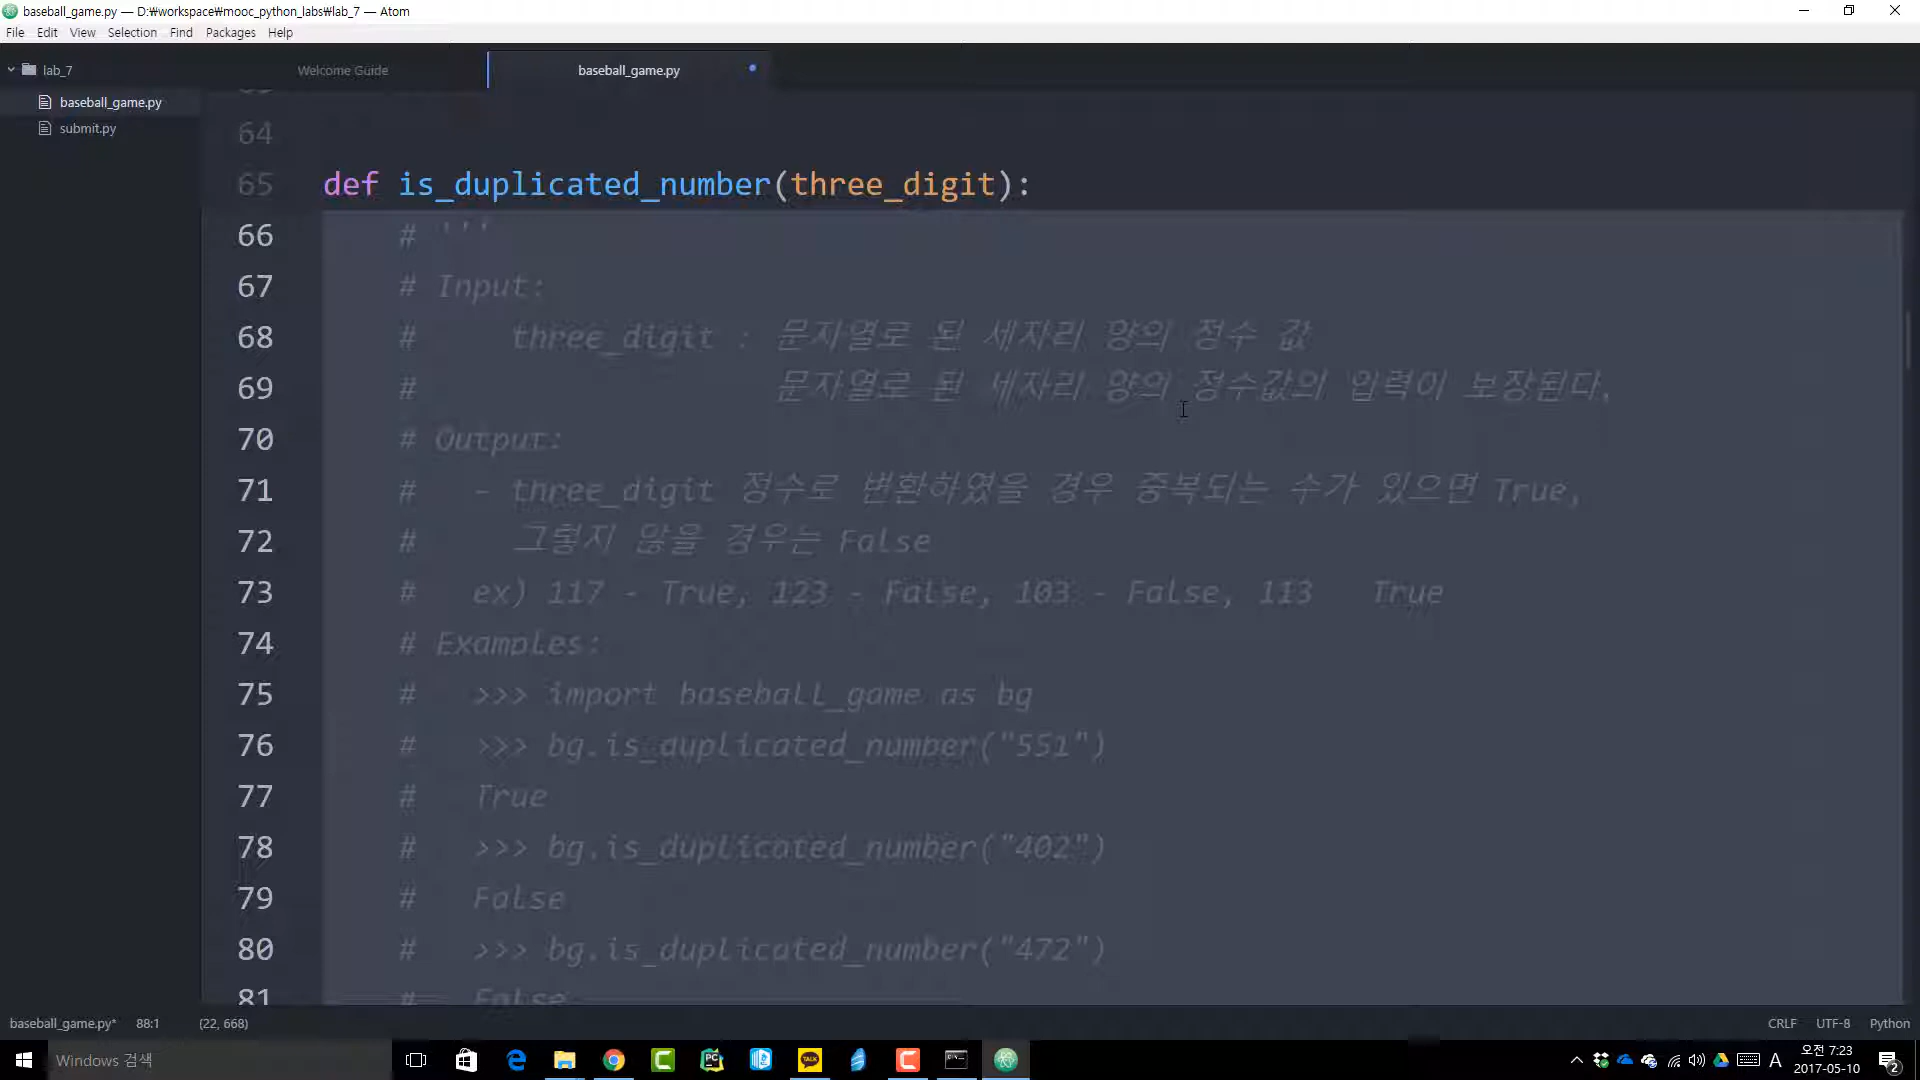 baseball_game.py — D:₩workspace₩mooc_python_labs₩lab_7 — Atom
File Edit View Selection Find Packages Help
lab_7
Welcome Guide
baseball_game.py
baseball_game.py
submit.py
64
65 def is_duplicated_number(three_digit):
66 # '''
67 # Input:
68 # three_digit : 문자열로 된 세자리 양의 정수 값
69 # 문자열로 된 세자리 양의 정수값의 입력이 보장된다.
70 # Output:
71 # - three_digit 정수로 변환하였을 경우 중복되는 수가 있으면 True,
72 # 그렇지 않을 경우는 False
73 # ex) 117 - True, 123 - False, 103 - False, 113 True
74 # Examples:
75 # >>> import baseball_game as bg
76 # >>> bg.is_duplicated_number("551")
77 # True
78 # >>> bg.is_duplicated_number("402")
79 # False
80 # >>> bg.is_duplicated_number("472")
81 # False
baseball_game.py* 88:1 (22, 668) CRLF UTF-8 Python
Windows 검색
PC
TALK
A
오전 7:23
2017-05-10
2